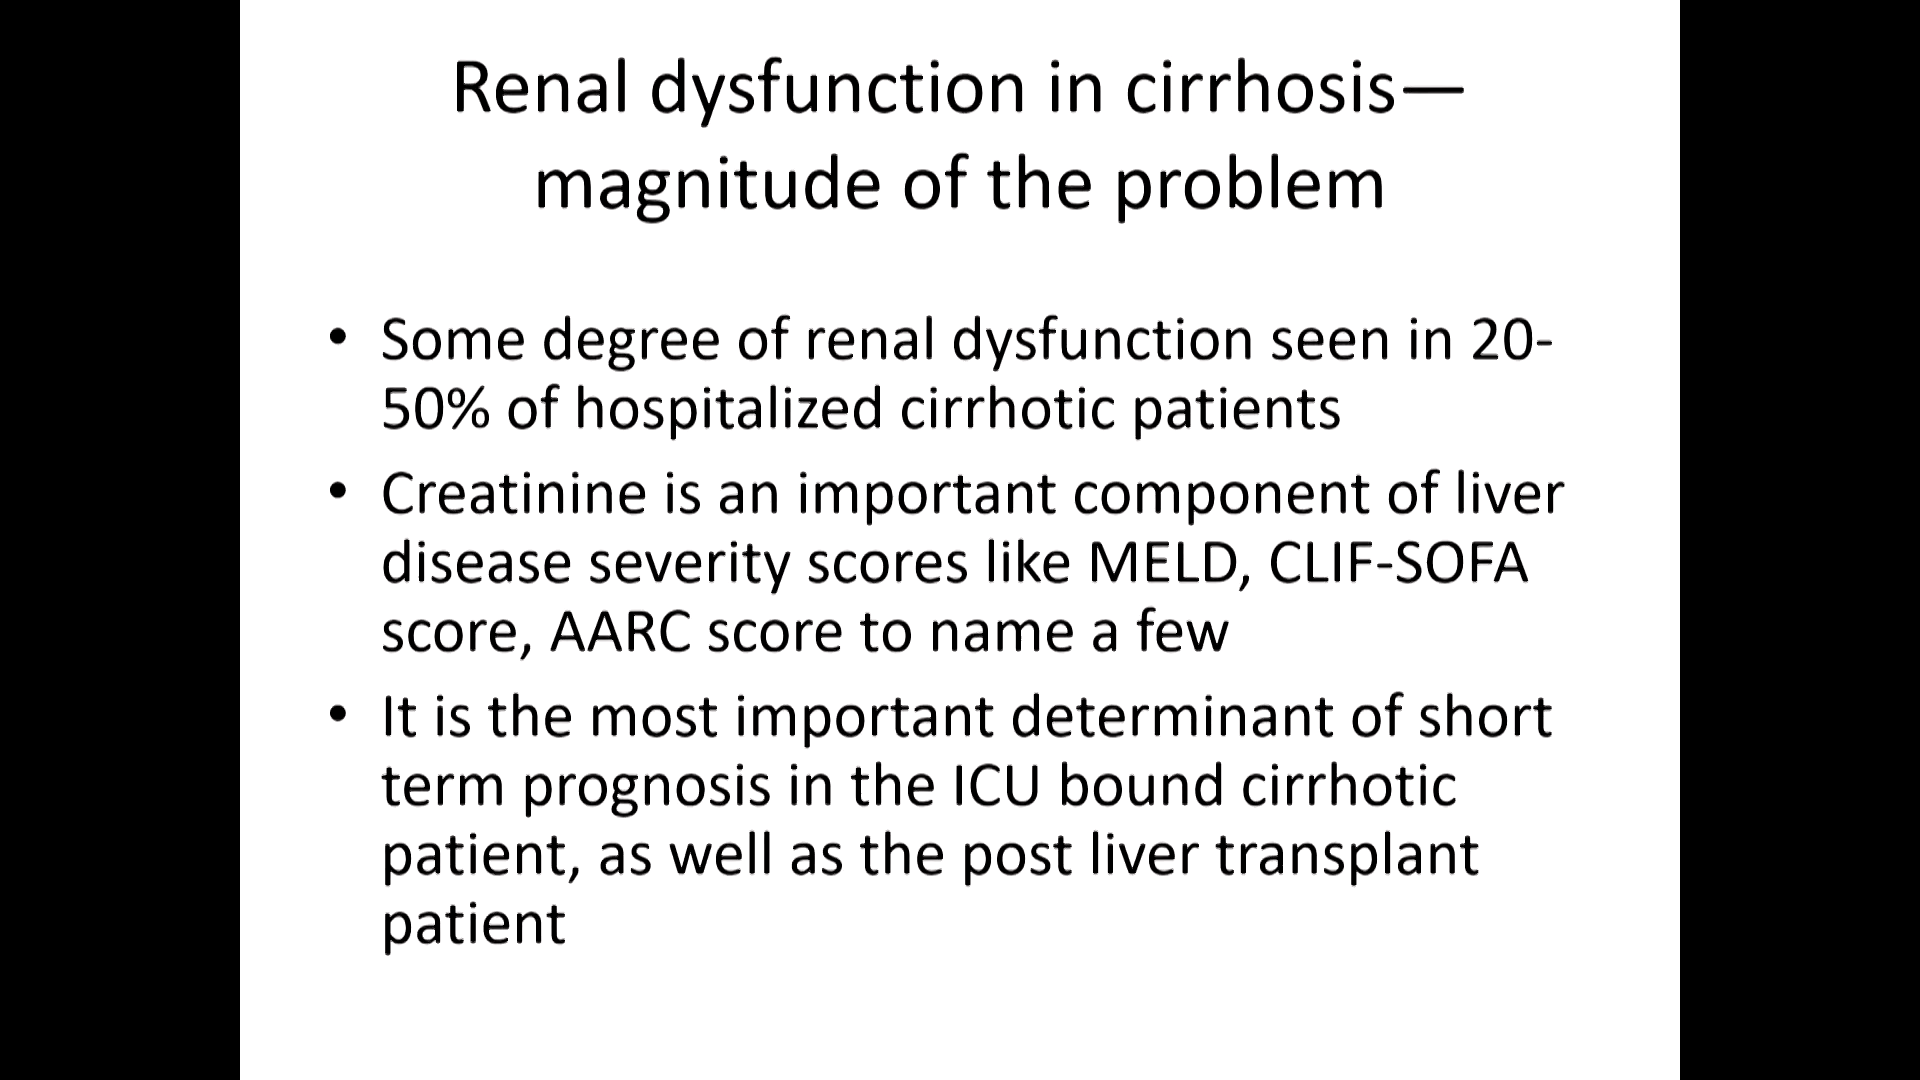 Renal dysfunction in cirrhosis—
magnitude of the problem
• Some degree of renal dysfunction seen in 20-
50% of hospitalized cirrhotic patients
• Creatinine is an important component of liver
disease severity scores like MELD, CLIF-SOFA
score, AARC score to name a few
• It is the most important determinant of short
term prognosis in the ICU bound cirrhotic
patient, as well as the post liver transplant
patient